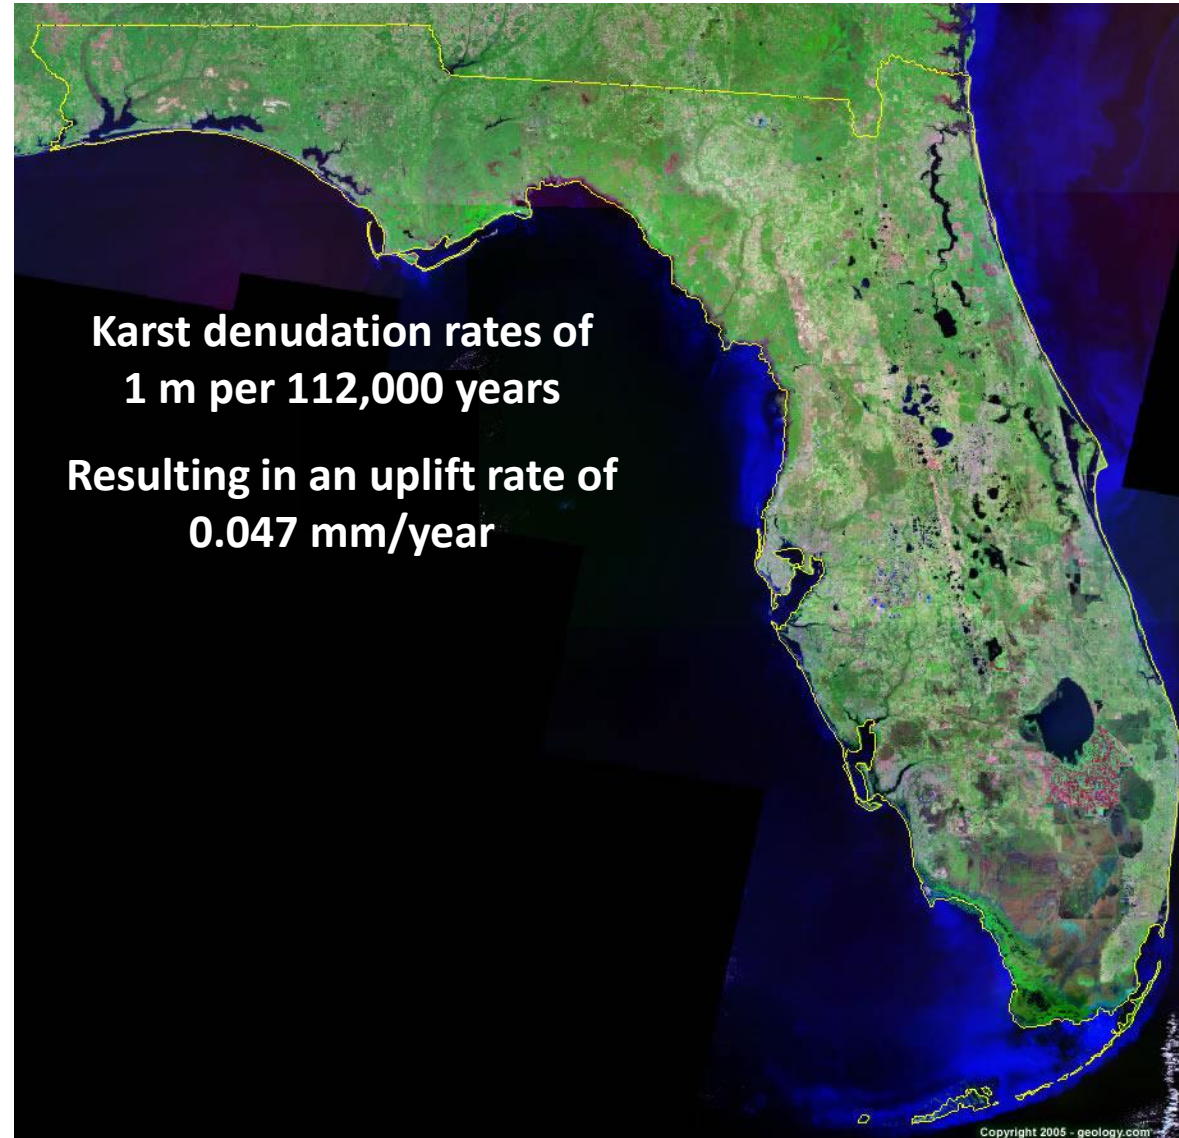 Karst denudation rates of
1 m per 112,000 years
Resulting in an uplift rate of
0.047 mm/year
Copyright 2005 - geology.com